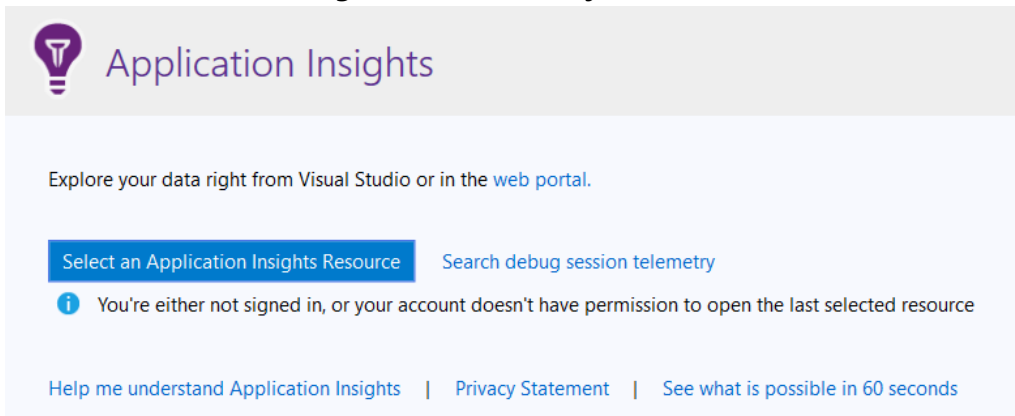 Application Insights
Explore your data right from Visual Studio or in the web portal.
Select an Application Insights Resource Search debug session telemetry
You're either not signed in, or your account doesn't have permission to open the last selected resource
Help me understand Application Insights | Privacy Statement | See what is possible in 60 seconds